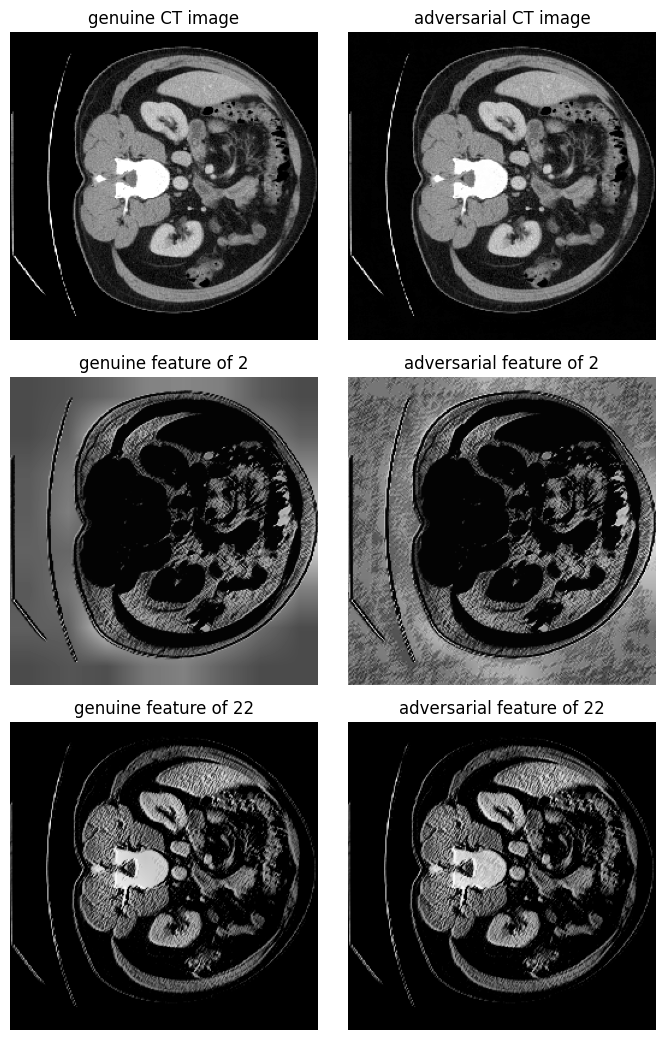 genuine CT image
adversarial CT image
genuine feature of 2
adversarial feature of 2
genuine feature of 22
adversarial feature of 22